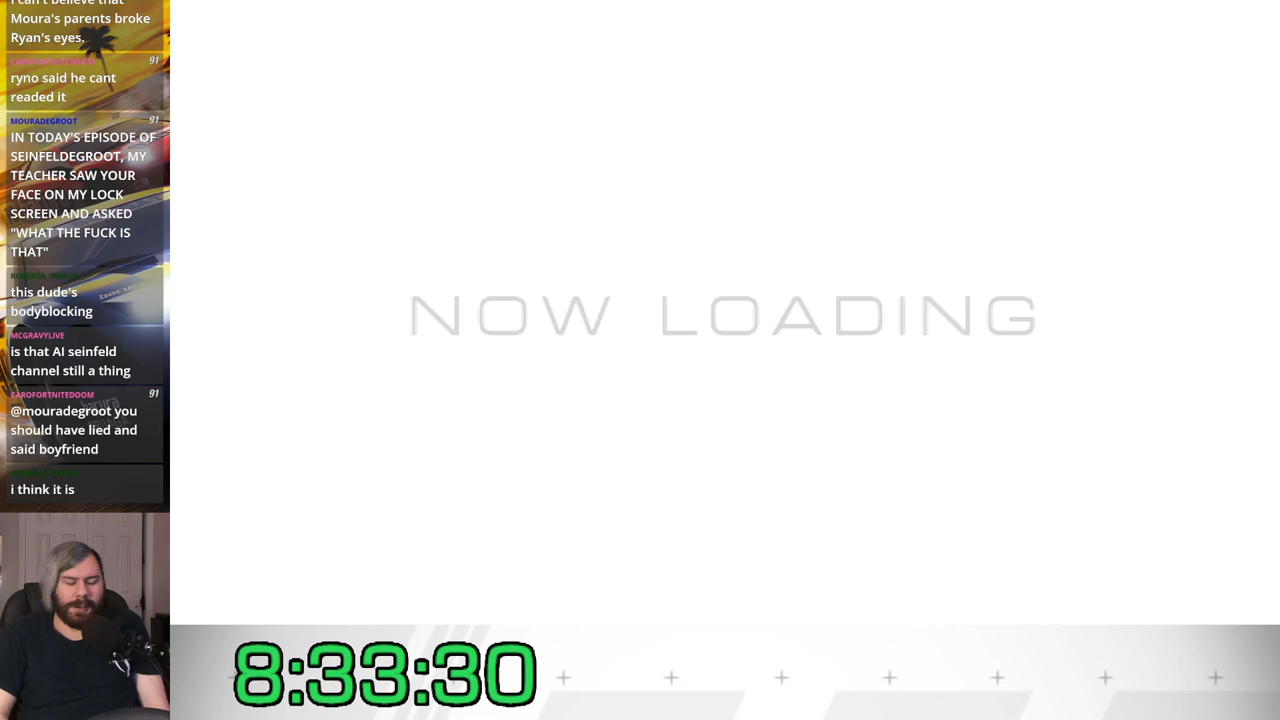 I can't believe that
Moura's parents broke
Ryan's eyes.
CAROFORTNITEDOOM 91
ryno said he cant
readed it
MOURADEGROOT 91
IN TODAY'S EPISODE OF
SEINFELDEGROOT, MY
TEACHER SAW YOUR
FACE ON MY LOCK
SCREEN AND ASKED
"WHAT THE FUCK IS
THAT"
this dude's
bodyblocking
MCGRAVYLIVE
is that AI seinfeld
channel still a thing
CAROFORTNITEDOOM 91
@mouradegroot you
should have lied and
said boyfriend
i think it is
NOW LOADING
8:33:30